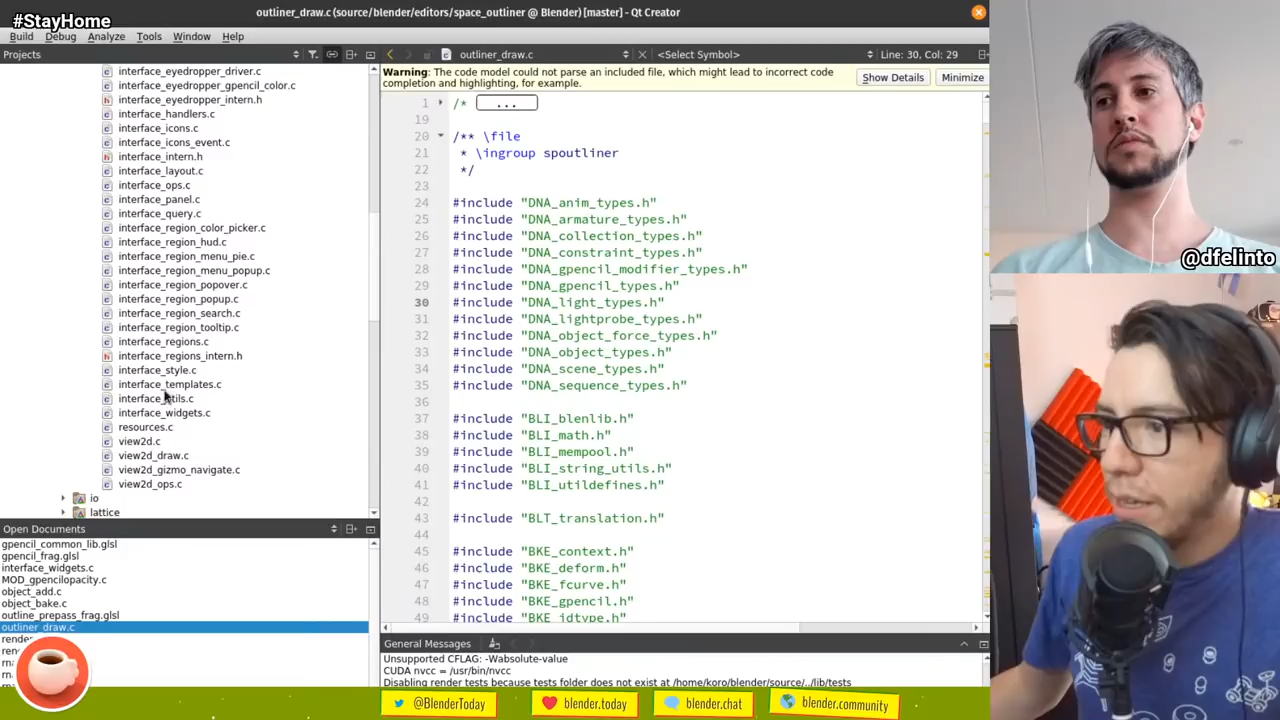 #StayHome
outliner_draw.c (source/blender/editors/space_outliner @ Blender) [master] - Qt Creator
Build Debug Analyze Tools Window Help
Projects
outliner_draw.c
<Select Symbol>
Line: 30, Col: 29
interface_eyedropper_driver.c
interface_eyedropper_gpencil_color.c
interface_eyedropper_intern.h
interface_handlers.c
interface_icons.c
interface_icons_event.c
interface_intern.h
interface_layout.c
interface_ops.c
interface_panel.c
interface_query.c
interface_region_color_picker.c
interface_region_hud.c
interface_region_menu_pie.c
interface_region_menu_popup.c
interface_region_popover.c
interface_region_popup.c
interface_region_search.c
interface_region_tooltip.c
interface_regions.c
interface_regions_intern.h
interface_style.c
interface_templates.c
interface_utils.c
interface_widgets.c
resources.c
view2d.c
view2d_draw.c
view2d_gizmo_navigate.c
view2d_ops.c
io
lattice
Open Documents
gpencil_common_lib.glsl
gpencil_frag.glsl
interface_widgets.c
MOD_gpencilopacity.c
object_add.c
object_bake.c
outline_prepass_frag.glsl
outliner_draw.c
Warning: The code model could not parse an included file, which might lead to incorrect code
completion and highlighting, for example.
Show Details
Minimize
1 /* ...
19
20 /** \file
21 * \ingroup spoutliner
22 */
23
24 #include "DNA_anim_types.h"
25 #include "DNA_armature_types.h"
26 #include "DNA_collection_types.h"
27 #include "DNA_constraint_types.h"
28 #include "DNA_gpencil_modifier_types.h"
29 #include "DNA_gpencil_types.h"
30 #include "DNA_light_types.h"
31 #include "DNA_lightprobe_types.h"
32 #include "DNA_object_force_types.h"
33 #include "DNA_object_types.h"
34 #include "DNA_scene_types.h"
35 #include "DNA_sequence_types.h"
36
37 #include "BLI_blenlib.h"
38 #include "BLI_math.h"
39 #include "BLI_mempool.h"
40 #include "BLI_string_utils.h"
41 #include "BLI_utildefines.h"
42
43 #include "BLT_translation.h"
44
45 #include "BKE_context.h"
46 #include "BKE_deform.h"
47 #include "BKE_fcurve.h"
48 #include "BKE_gpencil.h"
49 #include "BKE_idtype.h"
General Messages
Unsupported CFLAG: -Wabsolute-value
CUDA nvcc = /usr/bin/nvcc
Disabling render tests because tests folder does not exist at /home/koro/blender/source/../lib/tests
@dfelinto
@BlenderToday
blender.today
blender.chat
blender.community